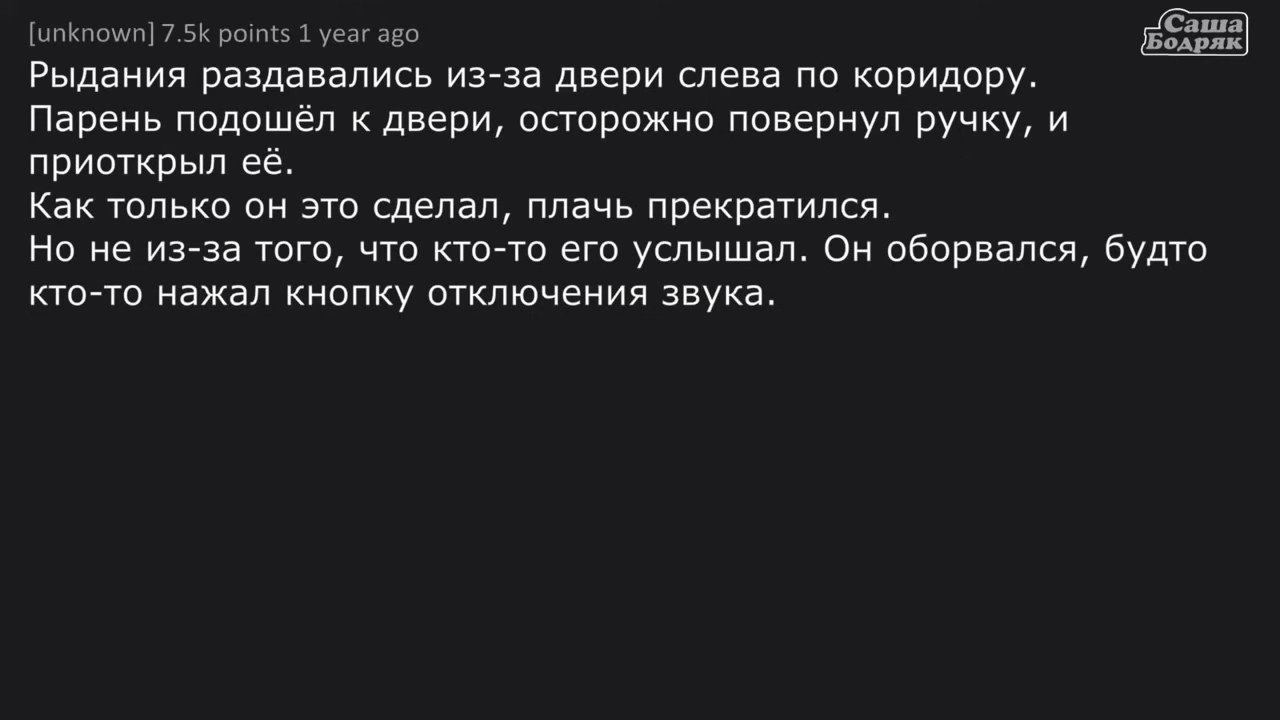 [unknown] 7.5k points 1 year ago
Саша
Бодряк
Рыдания раздавались из-за двери слева по коридору.
Парень подошёл к двери, осторожно повернул ручку, и
приоткрыл её.
Как только он это сделал, плачь прекратился.
Но не из-за того, что кто-то его услышал. Он оборвался, будто
кто-то нажал кнопку отключения звука.